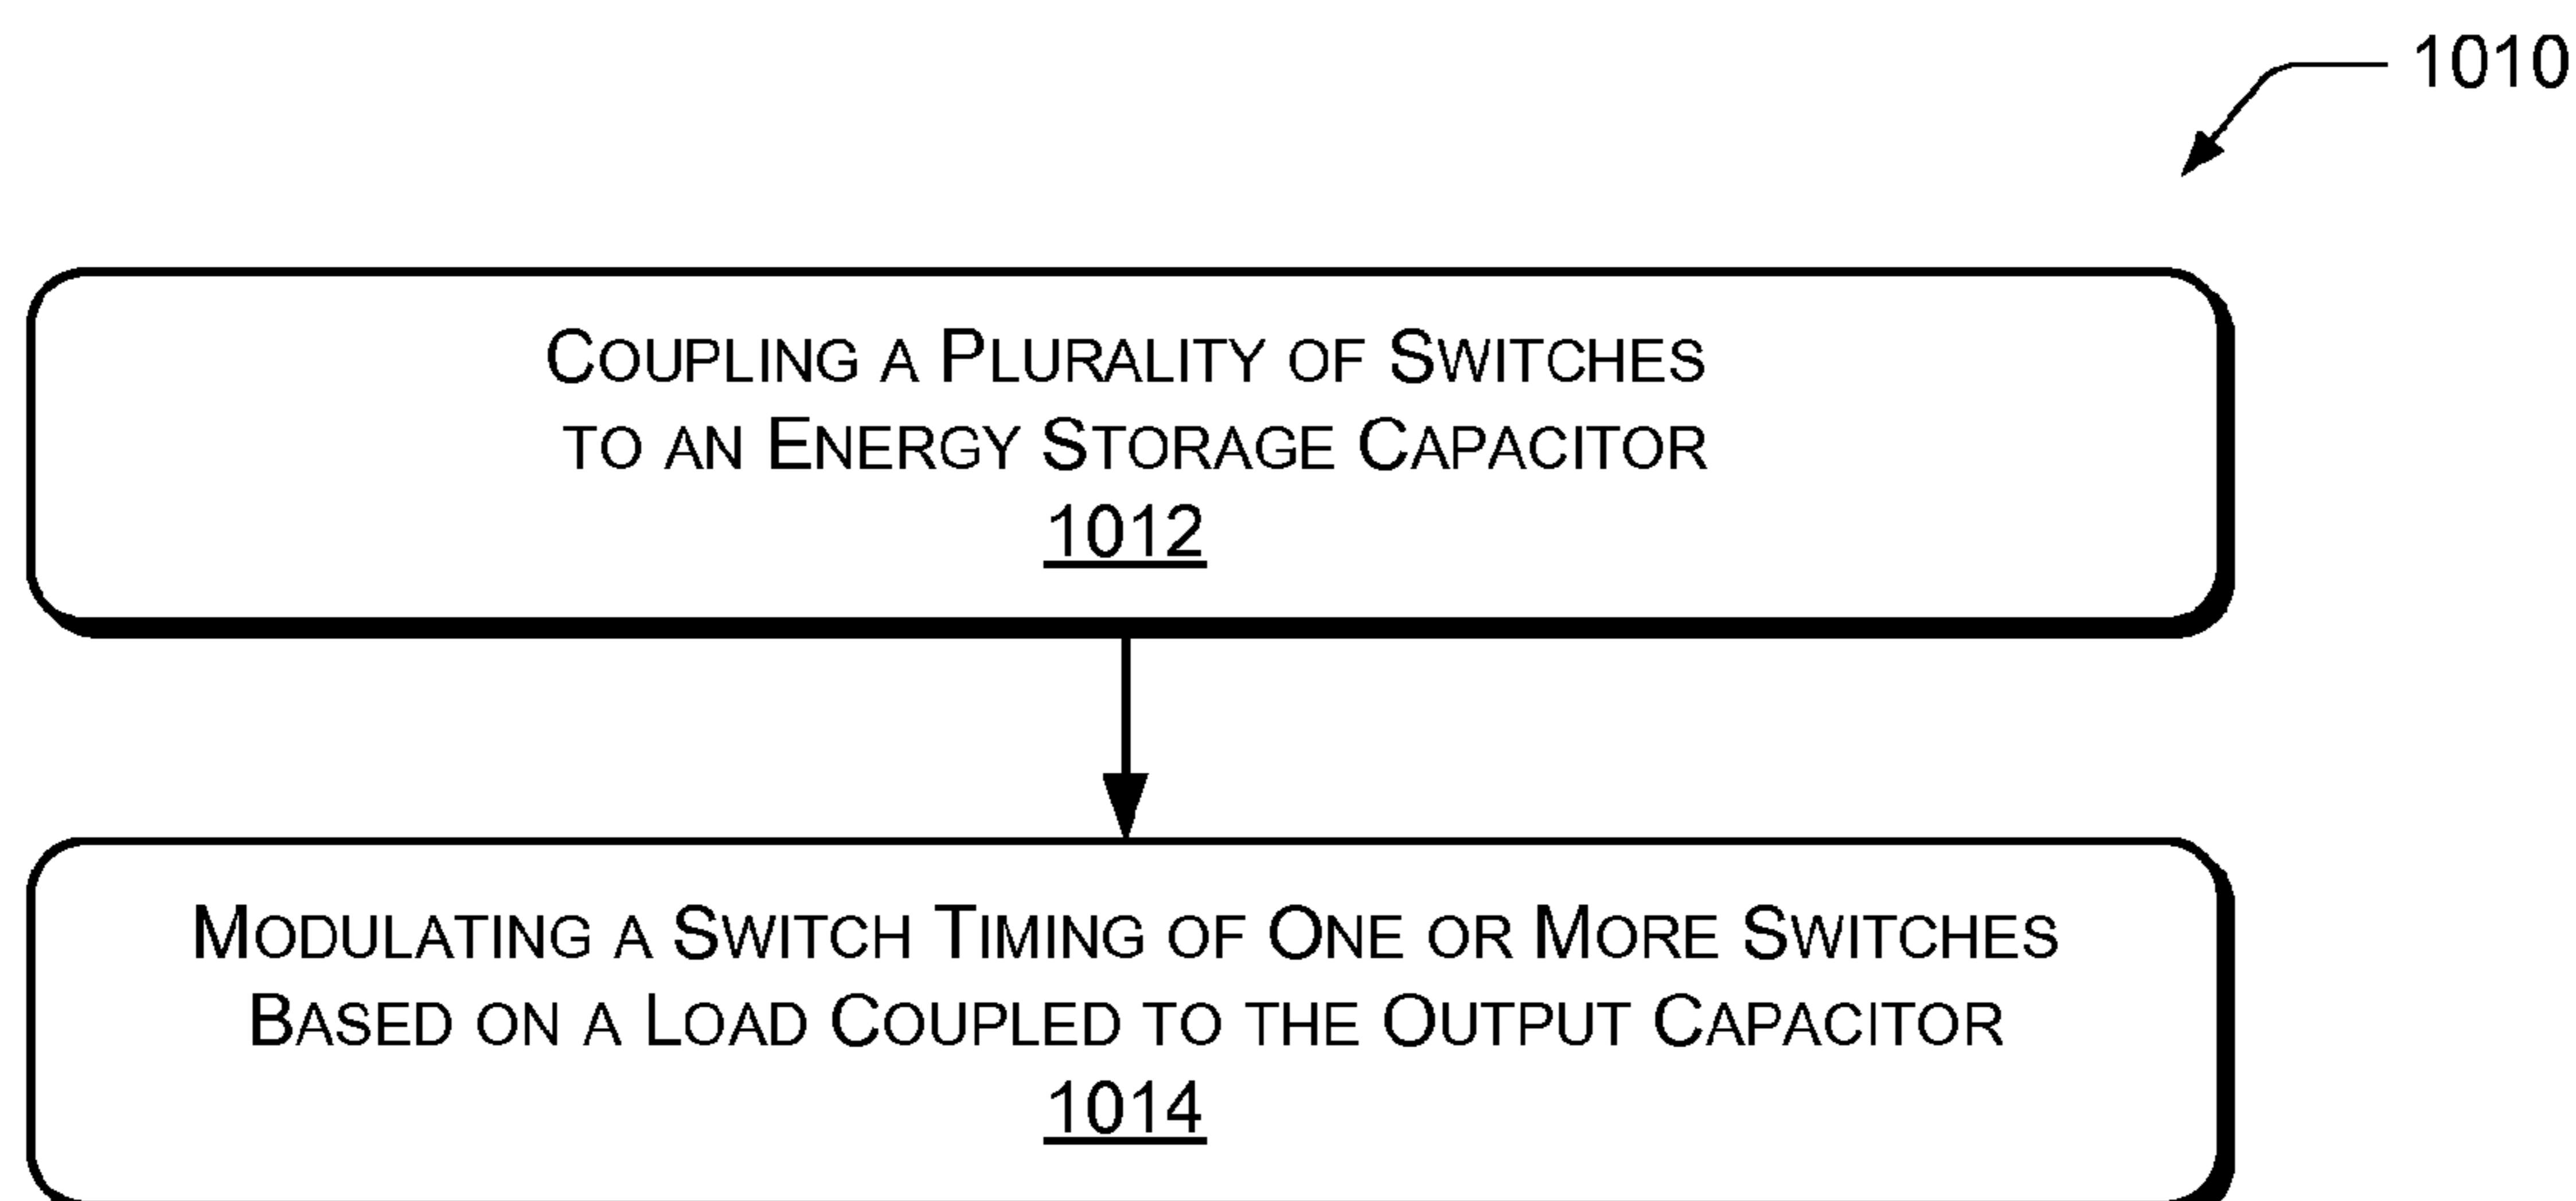 1010
COUPLING A PLURALITY OF SWITCHES
TO AN ENERGY STORAGE CAPACITOR
1012
MODULATING A SWITCH TIMING OF ONE OR MORE SWITCHES
BASED ON A LOAD COUPLED TO THE OUTPUT CAPACITOR
1014